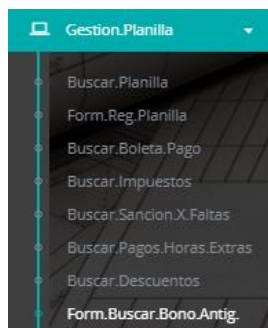 Gestion.Planilla
Buscar.Planilla
Form.Reg.Planilla
Buscar.Boleta.Pago
Buscar.Impuestos
Buscar.Sancion.X.Faltas
Buscar.Pagos.Horas.Extras
Buscar.Descuentos
Form.Buscar.Bono.Antig.